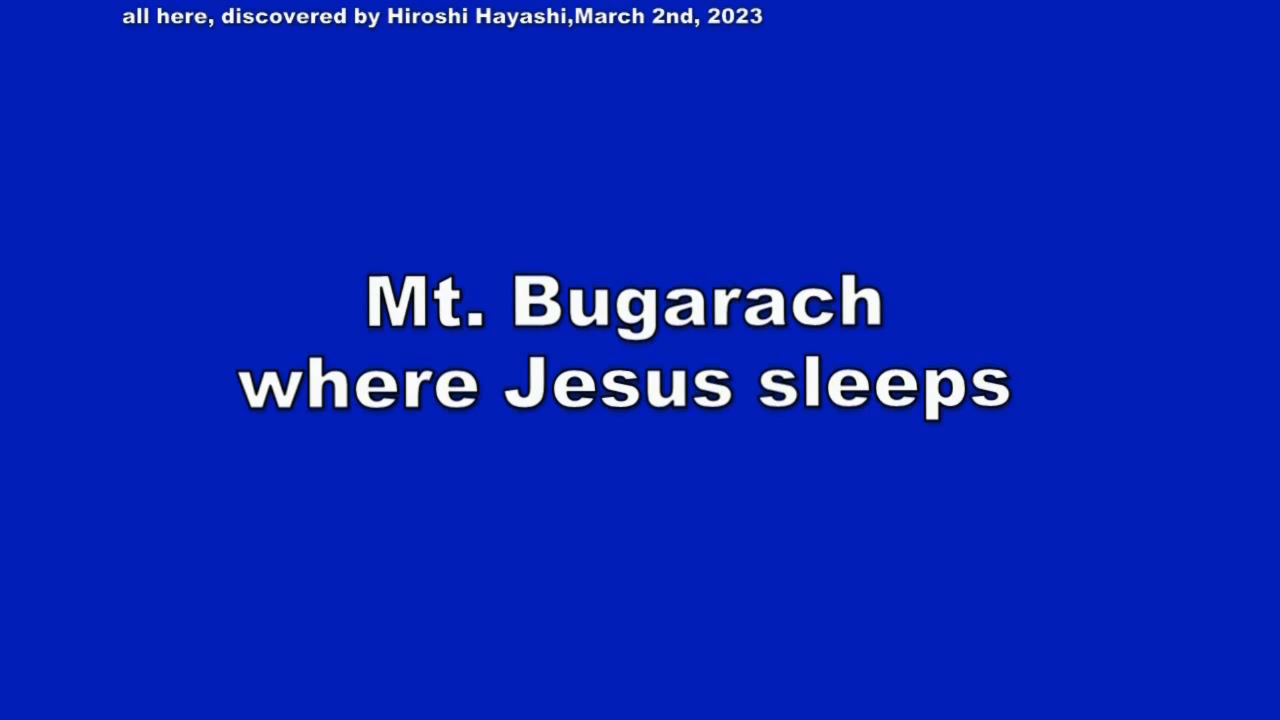 all here, discovered by Hiroshi Hayashi,March 2nd, 2023
Mt. Bugarach
where Jesus sleeps